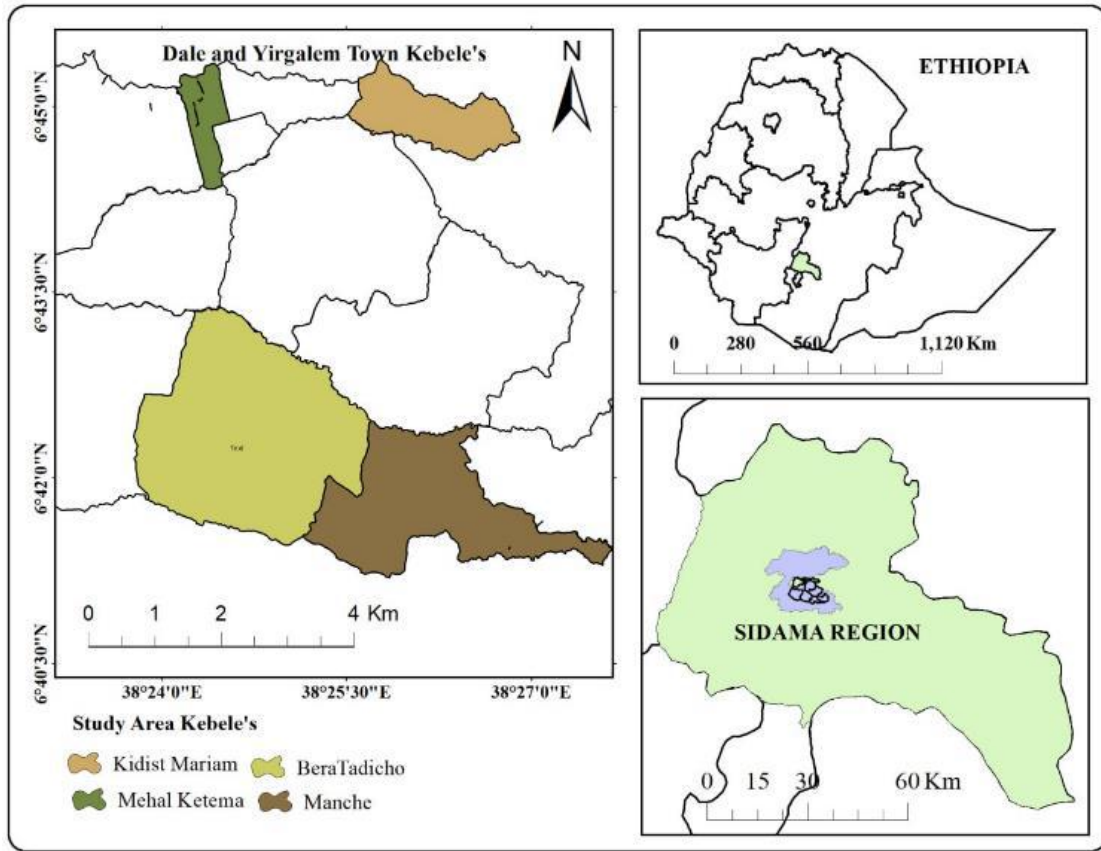 Dale and Yirgalem Town Kebele's
N
6°45'0"N
6°43'30"N
6°42'0"N
6°40'30"N
0 1 2 4 Km
38°24'0"E 38°25'30"E 38°27'0"E
Study Area Kebele's
Kidist Mariam BeraTadicho
Mehal Ketema Manche
ETHIOPIA
0 280 560 1,120 Km
SIDAMA REGION
0 15 30 60 Km